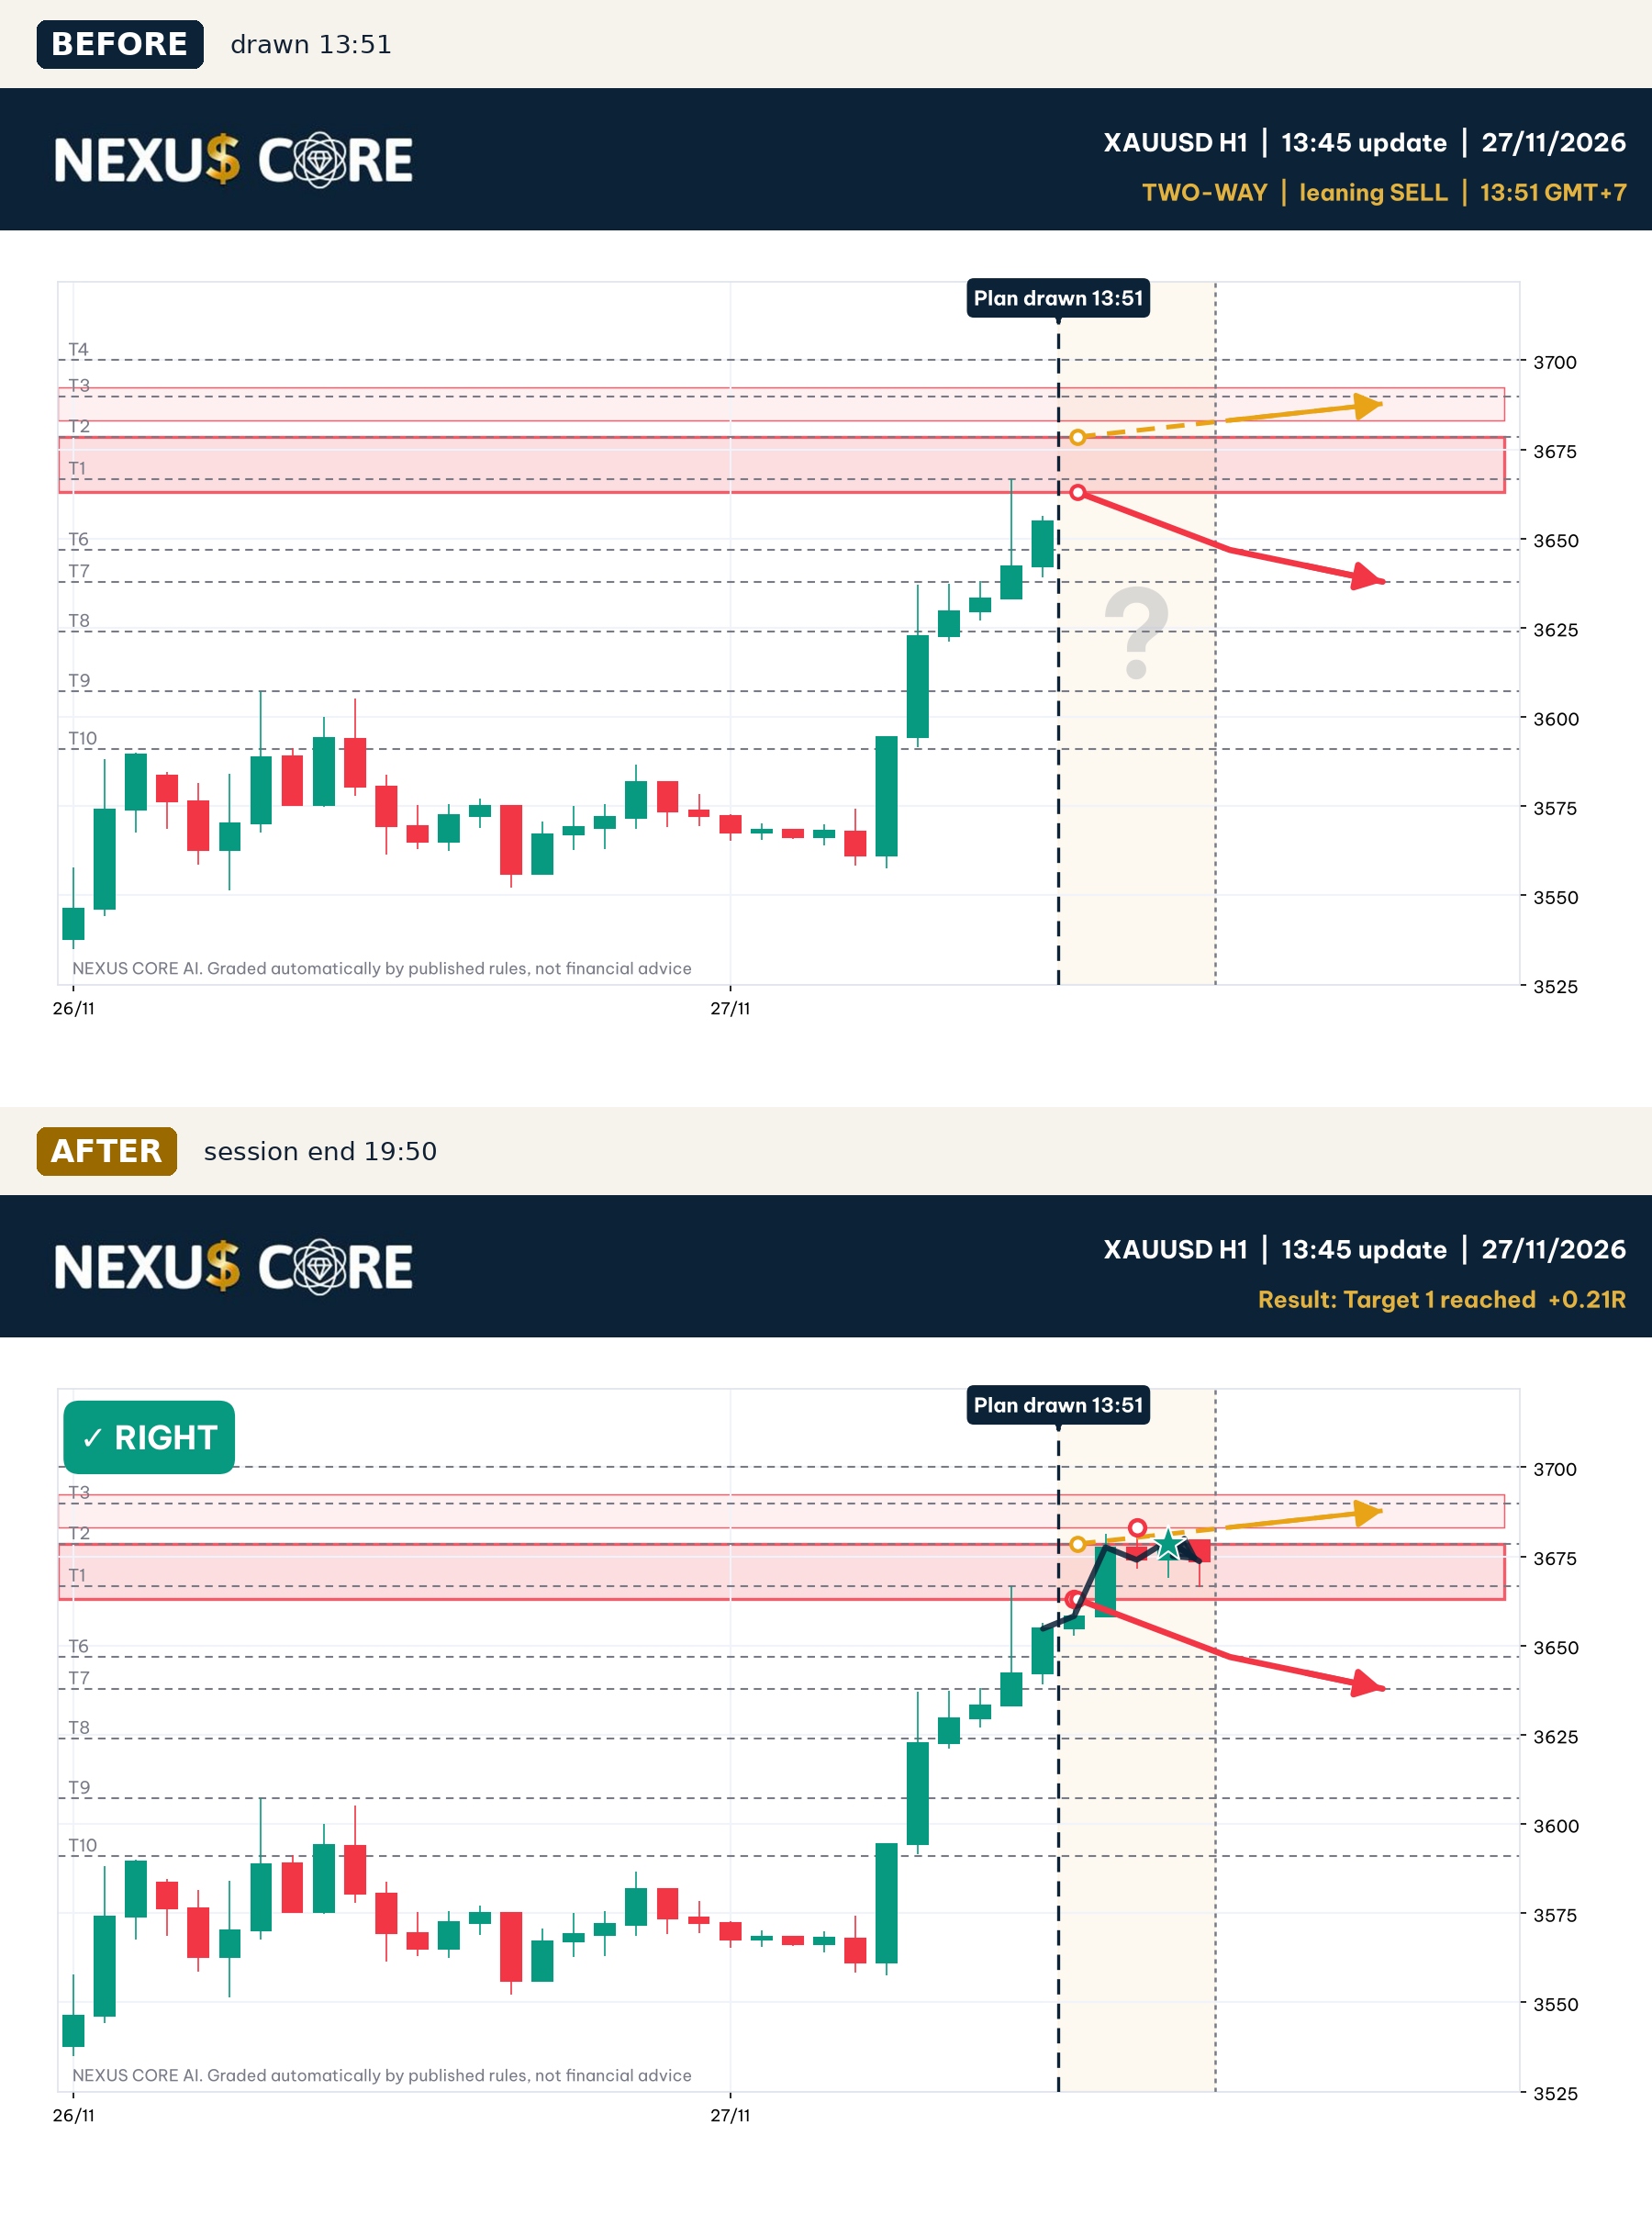 BEFORE drawn 13:51
NEXU$ CORE
XAUUSD H1 | 13:45 update | 27/11/2026
TWO-WAY | leaning SELL | 13:51 GMT+7
Plan drawn 13:51
T4
3700
T3
T2
3675
T1
T6
3650
T7
?
T8
3625
T9
3600
T10
3575
3550
NEXUS CORE AI. Graded automatically by published rules, not financial advice
3525
26/11
27/11
AFTER session end 19:50
NEXU$ CORE
XAUUSD H1 | 13:45 update | 27/11/2026
Result: Target 1 reached +0.21R
Plan drawn 13:51
✓ RIGHT
3700
T3
T2
3675
T1
T6
3650
T7
T8
3625
T9
3600
T10
3575
3550
NEXUS CORE AI. Graded automatically by published rules, not financial advice
3525
26/11
27/11